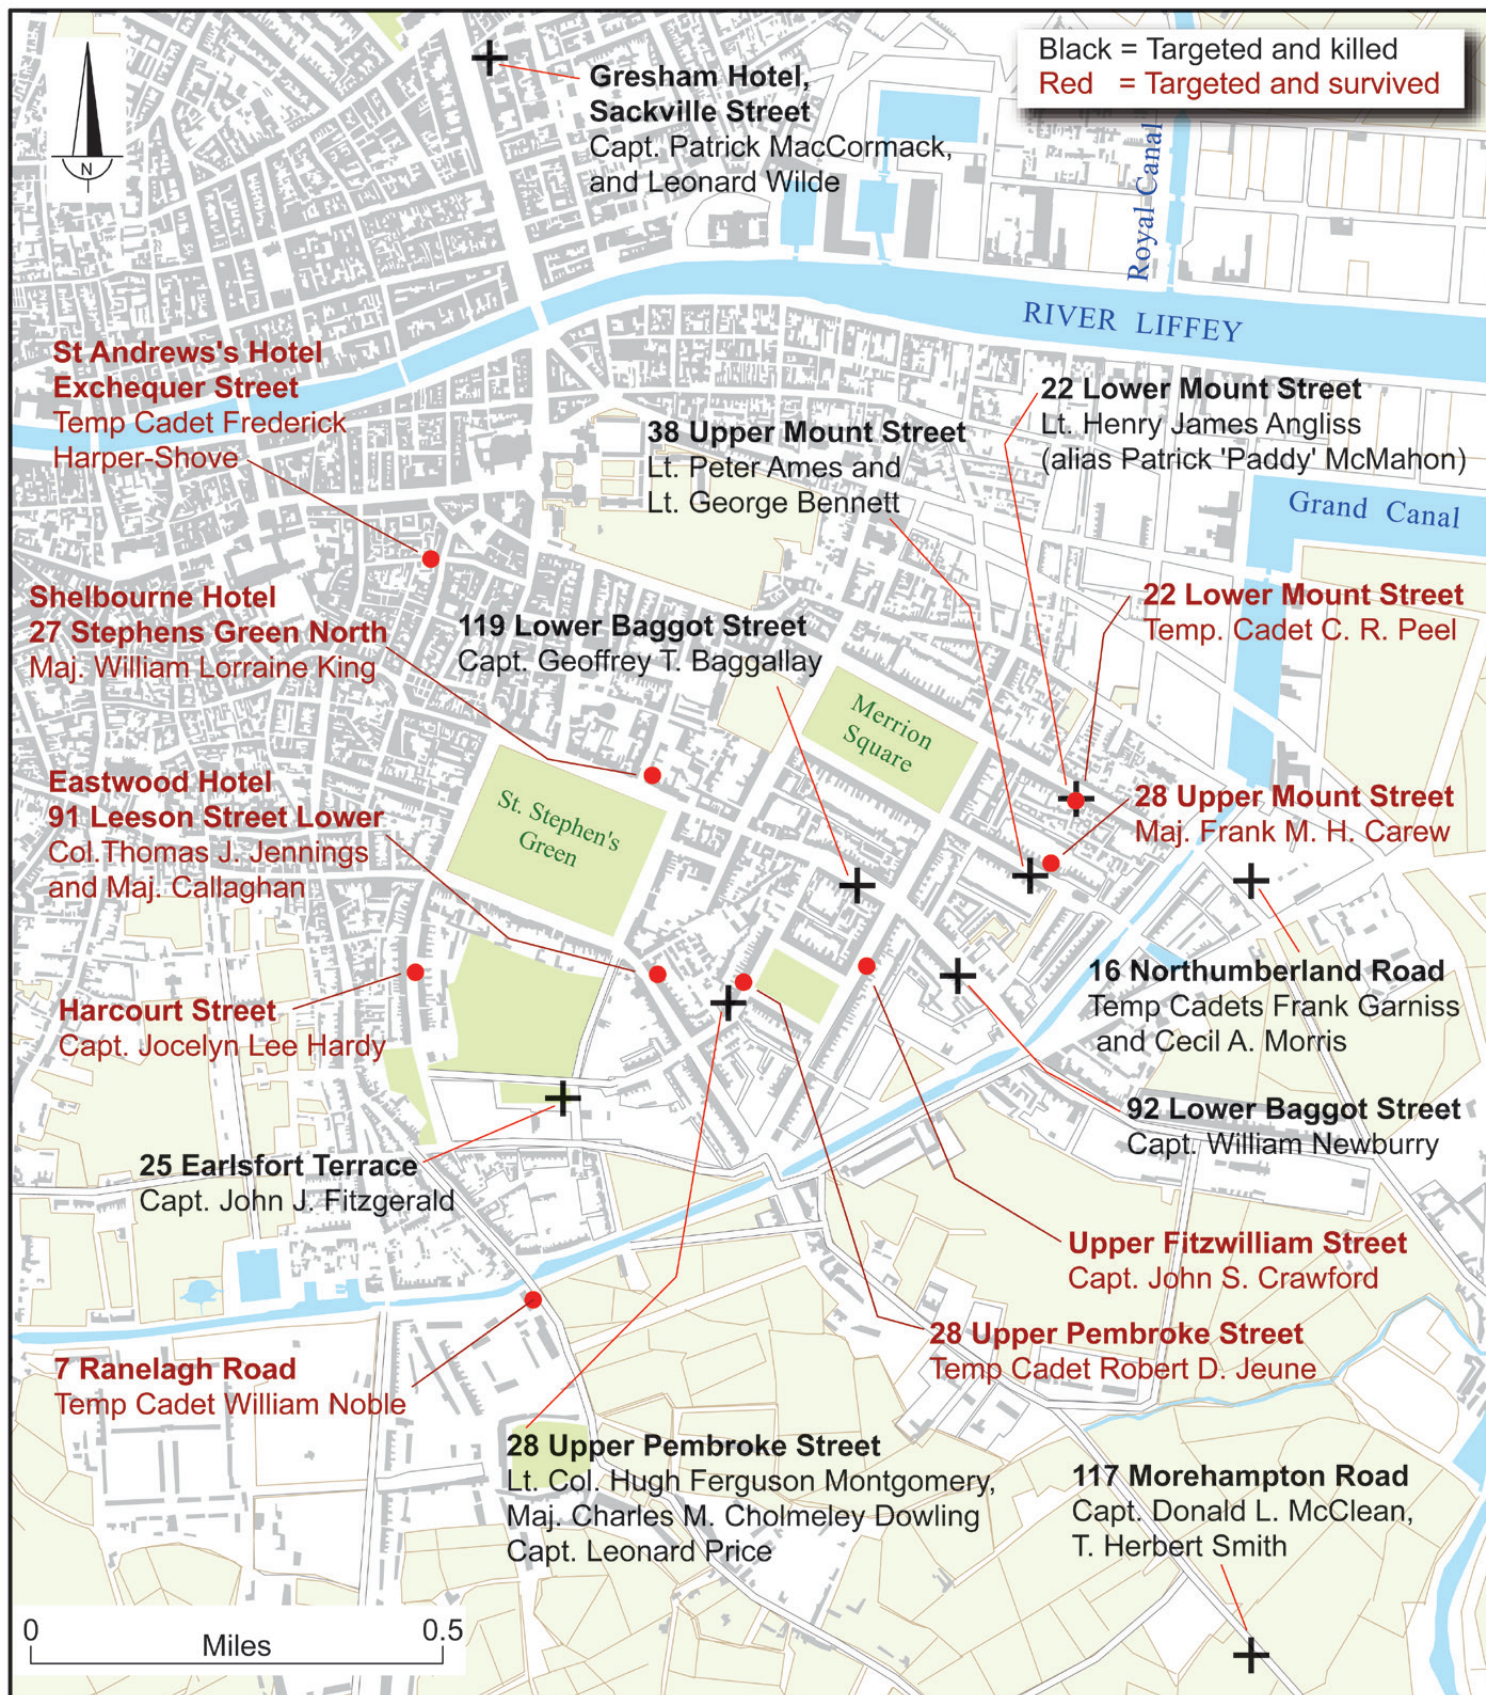 Black = Targeted and killed
Red = Targeted and survived
N
Gresham Hotel,
Sackville Street
Capt. Patrick MacCormack,
and Leonard Wilde
Royal Canal
RIVER LIFFEY
St Andrews's Hotel
Exchequer Street
Temp Cadet Frederick
Harper-Shove
38 Upper Mount Street
Lt. Peter Ames and
Lt. George Bennett
22 Lower Mount Street
Lt. Henry James Angliss
(alias Patrick 'Paddy' McMahon)
Grand Canal
Shelbourne Hotel
27 Stephens Green North
Maj. William Lorraine King
119 Lower Baggot Street
Capt. Geoffrey T. Baggallay
22 Lower Mount Street
Temp. Cadet C. R. Peel
Merrion
Square
Eastwood Hotel
91 Leeson Street Lower
Col.Thomas J. Jennings
and Maj. Callaghan
St. Stephen's
Green
28 Upper Mount Street
Maj. Frank M. H. Carew
Harcourt Street
Capt. Jocelyn Lee Hardy
16 Northumberland Road
Temp Cadets Frank Garniss
and Cecil A. Morris
92 Lower Baggot Street
Capt. William Newburry
25 Earlsfort Terrace
Capt. John J. Fitzgerald
Upper Fitzwilliam Street
Capt. John S. Crawford
28 Upper Pembroke Street
Temp Cadet Robert D. Jeune
7 Ranelagh Road
Temp Cadet William Noble
28 Upper Pembroke Street
Lt. Col. Hugh Ferguson Montgomery,
Maj. Charles M. Cholmeley Dowling
Capt. Leonard Price
117 Morehampton Road
Capt. Donald L. McClean,
T. Herbert Smith
0 0.5
Miles